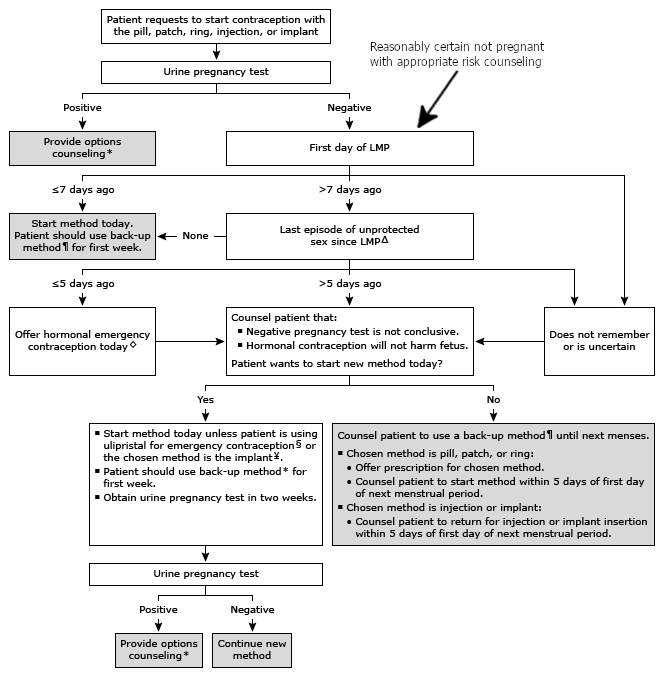 Patient requests to start contraception with
the pill, patch, ring, injection, or implant
Reasonably certain not pregnant
with appropriate risk counseling
Urine pregnancy test
Positive
Negative
Provide options
counseling*
First day of LMP
≤7 days ago
>7 days ago
Start method today.
Patient should use back-up
method¶ for first week.
None
Last episode of unprotected
sex since LMPΔ
≤5 days ago
>5 days ago
Offer hormonal emergency
contraception today◇
Counsel patient that:
▪ Negative pregnancy test is not conclusive.
▪ Hormonal contraception will not harm fetus.
Patient wants to start new method today?
Does not remember
or is uncertain
Yes
No
▪ Start method today unless patient is using
ulipristal for emergency contraception§ or
the chosen method is the implant¥.
▪ Patient should use back-up method* for
first week.
▪ Obtain urine pregnancy test in two weeks.
Counsel patient to use a back-up method¶ until next menses.
▪ Chosen method is pill, patch, or ring:
• Offer prescription for chosen method.
• Counsel patient to start method within 5 days of first day
of next menstrual period.
▪ Chosen method is injection or implant:
• Counsel patient to return for injection or implant insertion
within 5 days of first day of next menstrual period.
Urine pregnancy test
Positive
Negative
Provide options
counseling*
Continue new
method